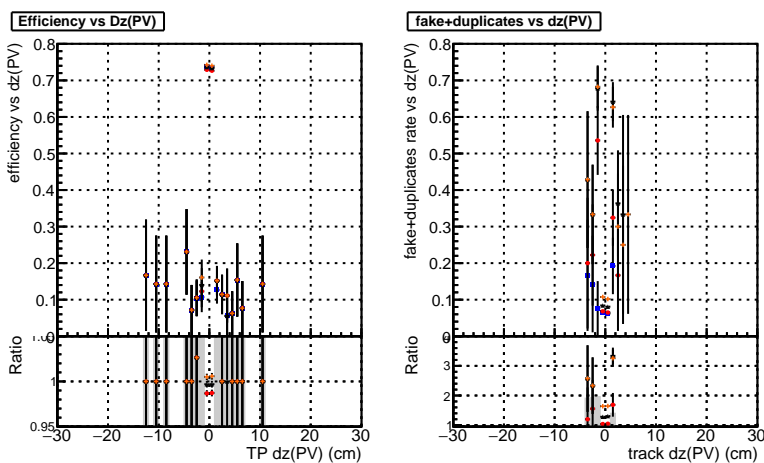 Efficiency vs Dz(PV)
fake+duplicates vs dz(PV)
efficiency vs dz(PV)
0.8
0.7
0.6
0.5
0.4
0.3
0.2
0.1
0
Ratio
1
0.95
−30 −20 −10 0 10 20 30
TP dz(PV) (cm)
fake+duplicates rate vs dz(PV)
0.8
0.7
0.6
0.5
0.4
0.3
0.2
0.1
Ratio
3
2
1
−30 −20 −10 0 10 20 30
track dz(PV) (cm)